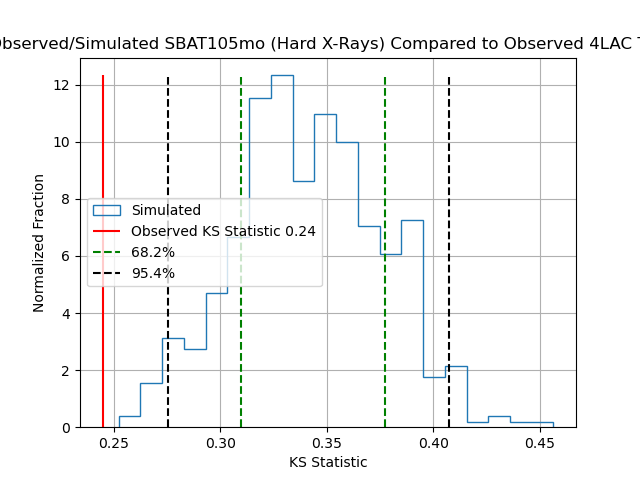 Observed/Simulated SBAT105mo (Hard X-Rays) Compared to Observed 4LAC
12
10
8
6
4
2
0
Normalized Fraction
Simulated
Observed KS Statistic 0.24
68.2%
95.4%
0.25 0.30 0.35 0.40 0.45
KS Statistic